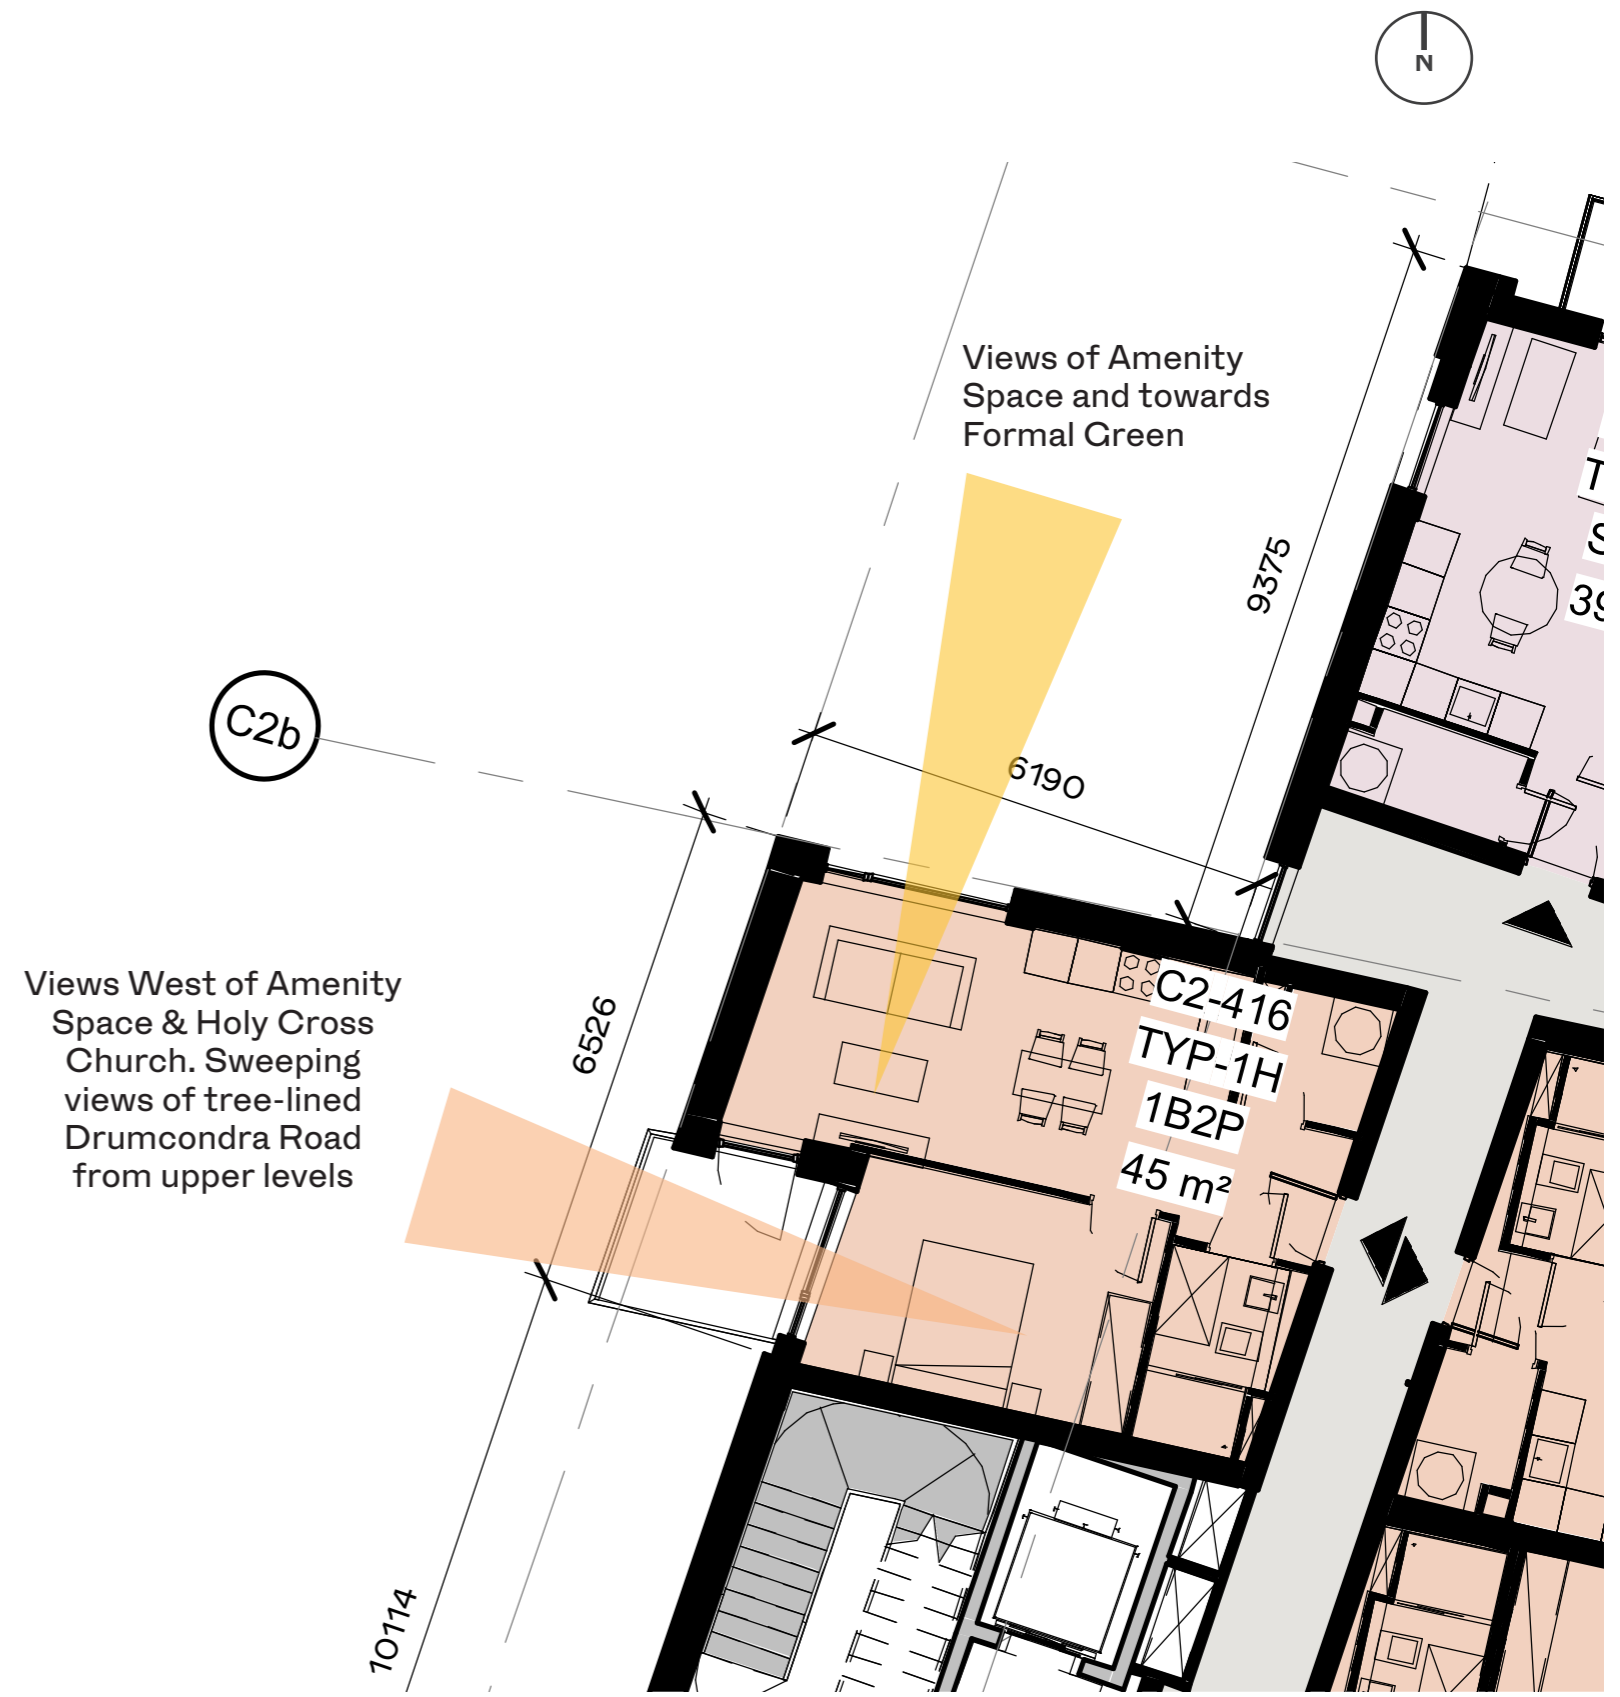 N
Views of Amenity
Space and towards
Formal Green
9375
C2b
6190
39
Views West of Amenity
Space & Holy Cross
Church. Sweeping
views of tree-lined
Drumcondra Road
from upper levels
6526
C2-416
TYP-1H
1B2P
45 m²
10114